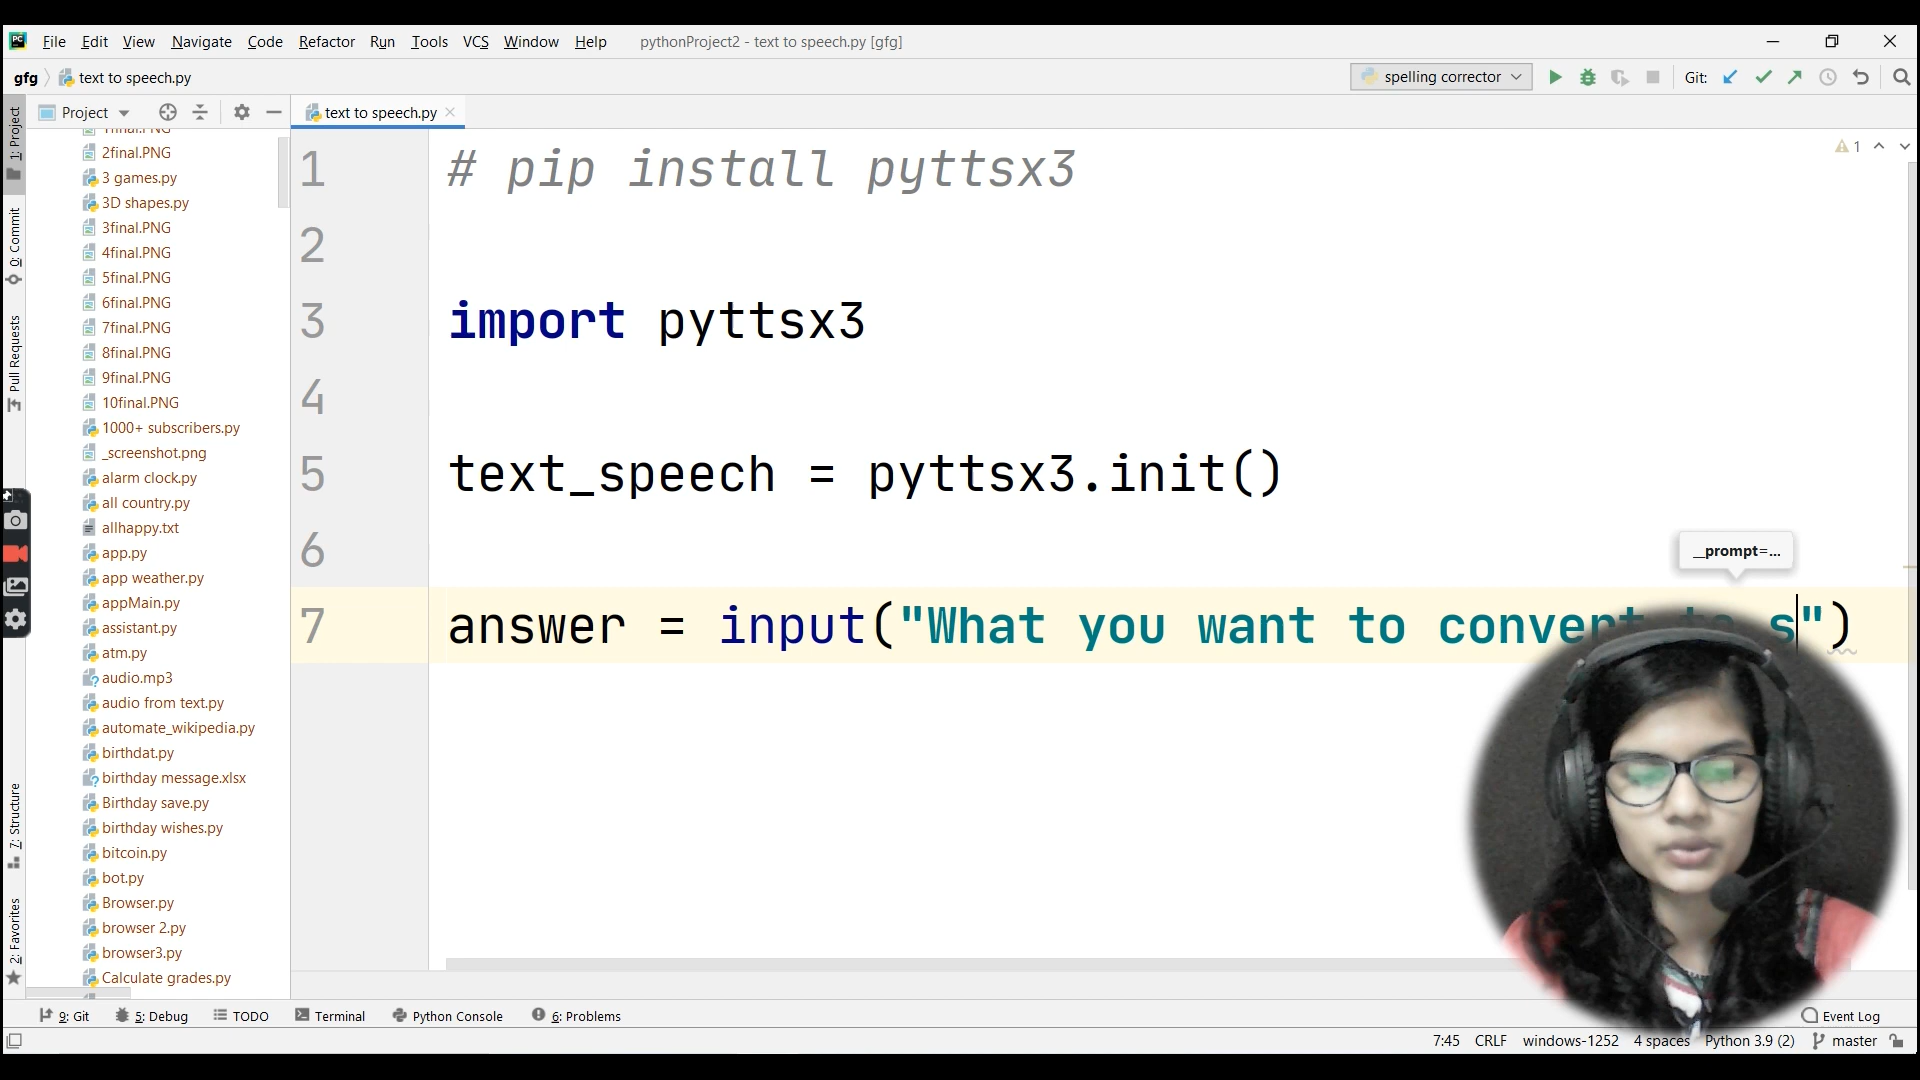 File Edit View Navigate Code Refactor Run Tools VCS Window Help pythonProject2 - text to speech.py [gfg]
gfg text to speech.py spelling corrector Git:
Project text to speech.py
1: Project
0: Commit
Pull Requests
7: Structure
2: Favorites
1final.PNG
2final.PNG
3 games.py
3D shapes.py
3final.PNG
4final.PNG
5final.PNG
6final.PNG
7final.PNG
8final.PNG
9final.PNG
10final.PNG
1000+ subscribers.py
_screenshot.png
alarm clock.py
all country.py
allhappy.txt
app.py
app weather.py
appMain.py
assistant.py
atm.py
audio.mp3
audio from text.py
automate_wikipedia.py
birthdat.py
birthday message.xlsx
Birthday save.py
birthday wishes.py
bitcoin.py
bot.py
Browser.py
browser 2.py
browser3.py
Calculate grades.py
1
1 # pip install pyttsx3
2
3 import pyttsx3
4
5 text_speech = pyttsx3.init()
6
__prompt=...
7 answer = input("What you want to convert to s")
9: Git 5: Debug TODO Terminal Python Console 6: Problems Event Log
7:45 CRLF windows-1252 4 spaces Python 3.9 (2) master